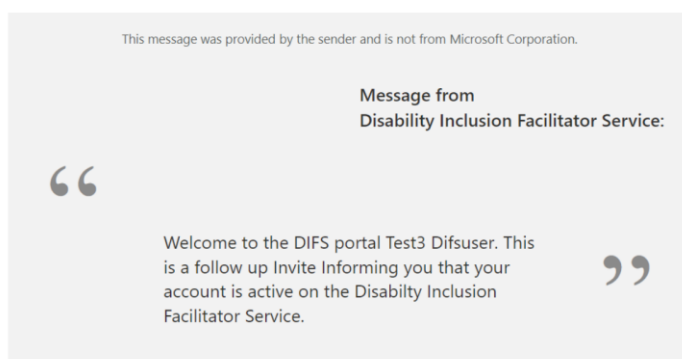 This message was provided by the sender and is not from Microsoft Corporation.
Message from
Disability Inclusion Facilitator Service:
“
Welcome to the DIFS portal Test3 Difsuser. This
is a follow up Invite Informing you that your
account is active on the Disabilty Inclusion
Facilitator Service.
”